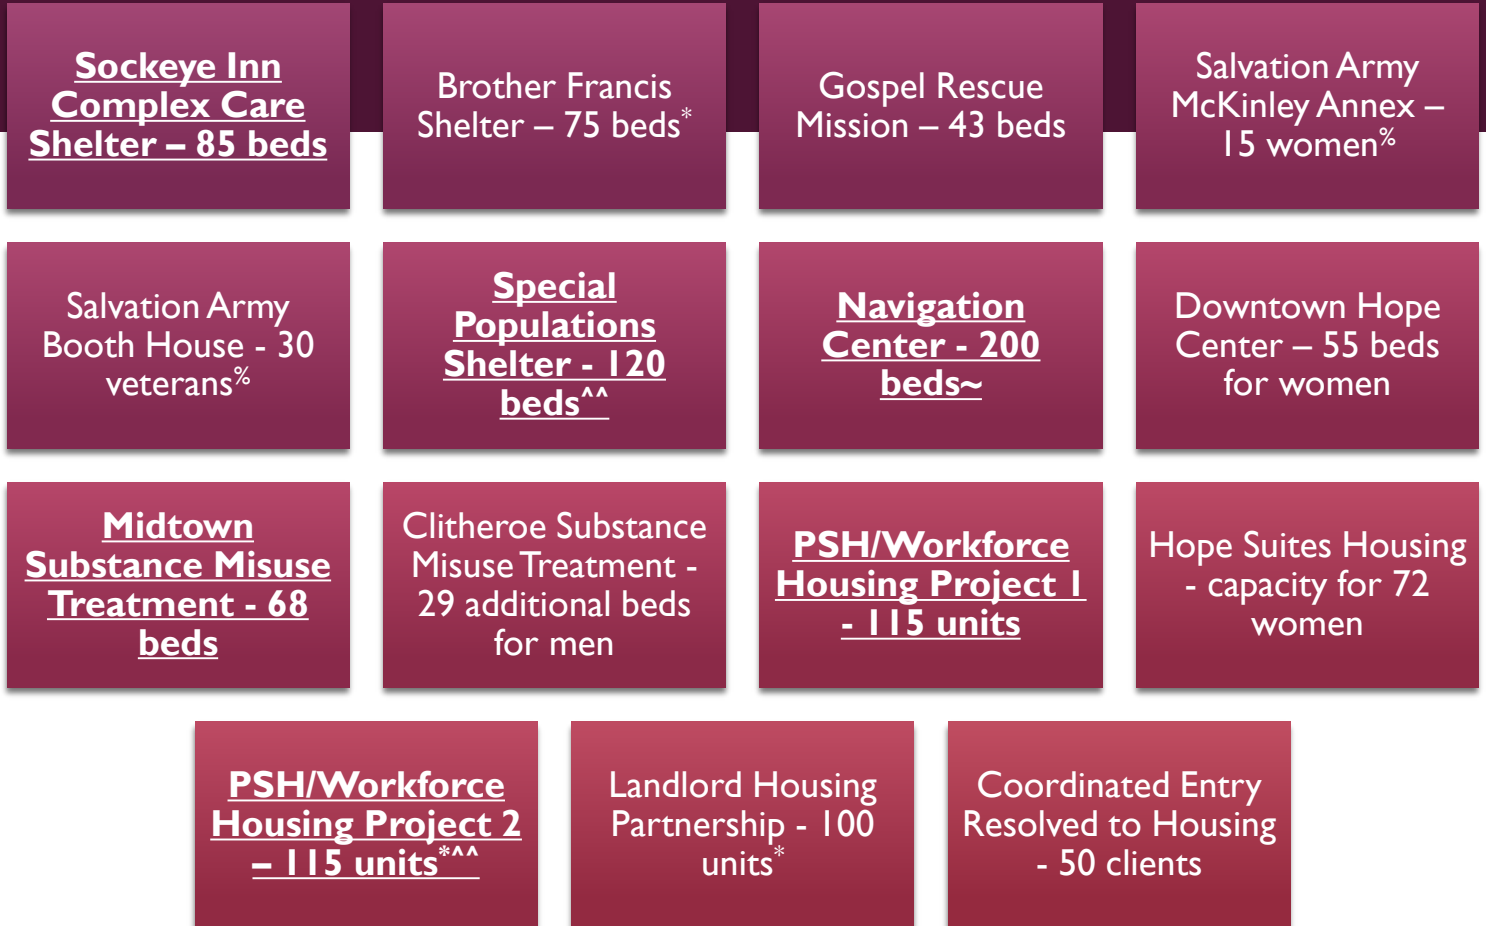 Sockeye Inn
Complex Care
Shelter – 85 beds
Brother Francis
Shelter – 75 beds*
Gospel Rescue
Mission – 43 beds
Salvation Army
McKinley Annex –
15 women%
Salvation Army
Booth House - 30
veterans%
Special
Populations
Shelter - 120
beds^^
Navigation
Center - 200
beds~
Downtown Hope
Center – 55 beds
for women
Midtown
Substance Misuse
Treatment - 68
beds
Clitheroe Substance
Misuse Treatment -
29 additional beds
for men
PSH/Workforce
Housing Project 1
- 115 units
Hope Suites Housing
- capacity for 72
women
PSH/Workforce
Housing Project 2
– 115 units*^^
Landlord Housing
Partnership - 100
units*
Coordinated Entry
Resolved to Housing
- 50 clients